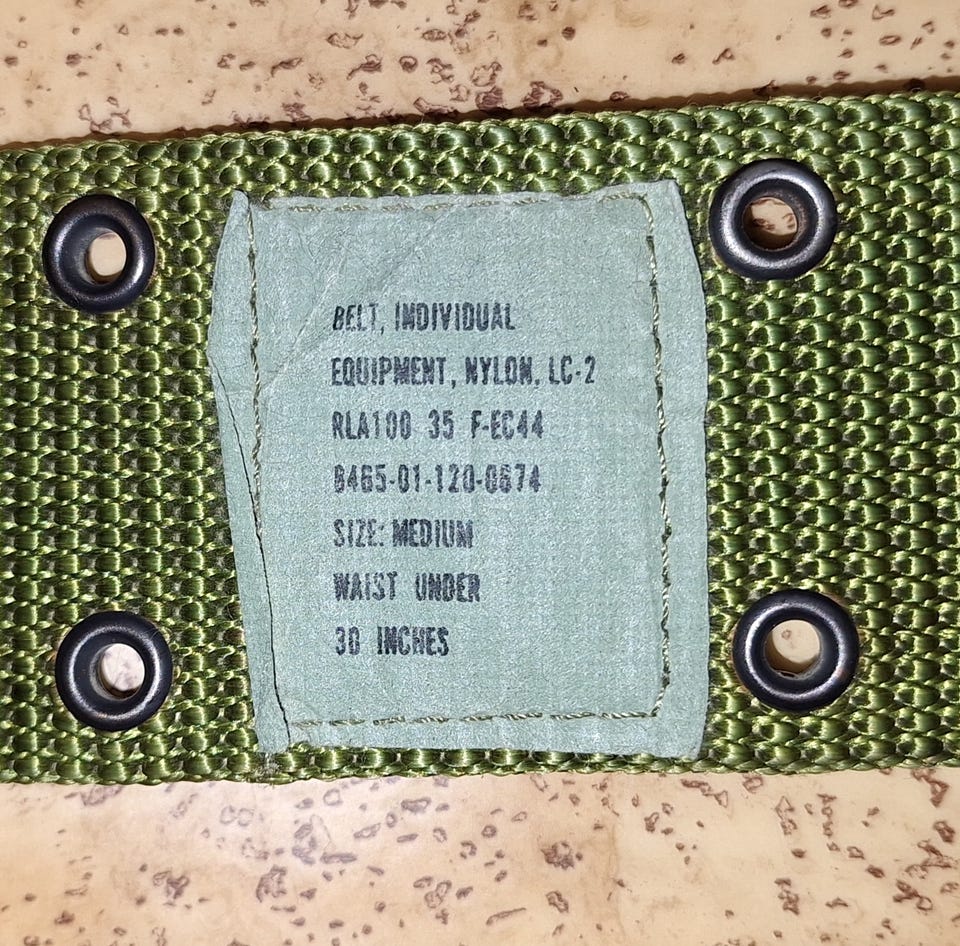 BELT, INDIVIDUAL
EQUIPMENT, NYLON, LC-2
RLA100 35 F-EC44
8465-01-120-0674
SIZE: MEDIUM
WAIST UNDER
30 INCHES